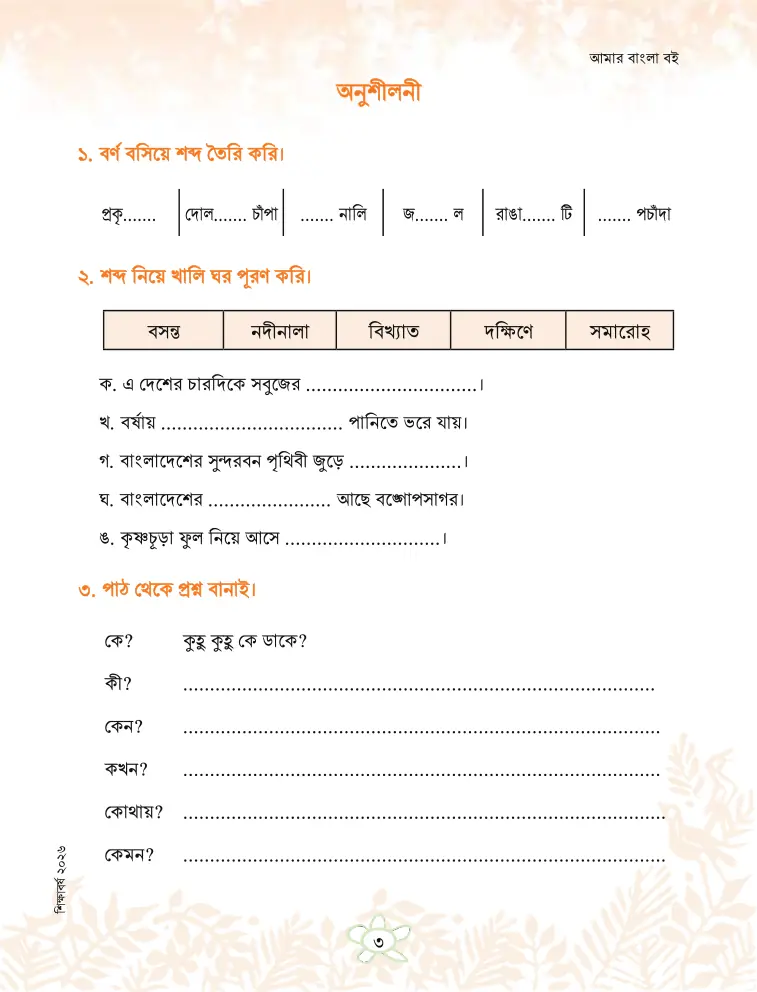 আমার বাংলা বই
অনুশীলনী
১. বর্ণ বসিয়ে শব্দ তৈরি করি।
প্রকৃ....... দোল....... চাঁপা ....... নালি জ....... ল রাঙা....... টি ....... পচাঁদা
২. শব্দ নিয়ে খালি ঘর পূরণ করি।
বসন্ত নদীনালা বিখ্যাত দক্ষিণে সমারোহ
ক. এ দেশের চারদিকে সবুজের ................................।
খ. বর্ষায় .................................. পানিতে ভরে যায়।
গ. বাংলাদেশের সুন্দরবন পৃথিবী জুড়ে .....................।
ঘ. বাংলাদেশের ....................... আছে বঙ্গোপসাগর।
ঙ. কৃষ্ণচূড়া ফুল নিয়ে আসে .............................।
৩. পাঠ থেকে প্রশ্ন বানাই।
কে? কুহু কুহু কে ডাকে?
কী? ........................................................................................
কেন? .........................................................................................
কখন? .........................................................................................
কোথায়? ..........................................................................................
কেমন? ..........................................................................................
শিক্ষাবর্ষ ২০২৬
৩